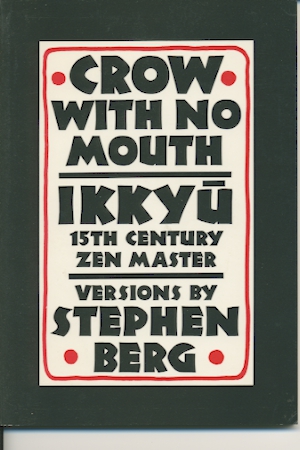 CROW
WITH NO
MOUTH
IKKYŪ
15TH CENTURY
ZEN MASTER
VERSIONS BY
STEPHEN
BERG